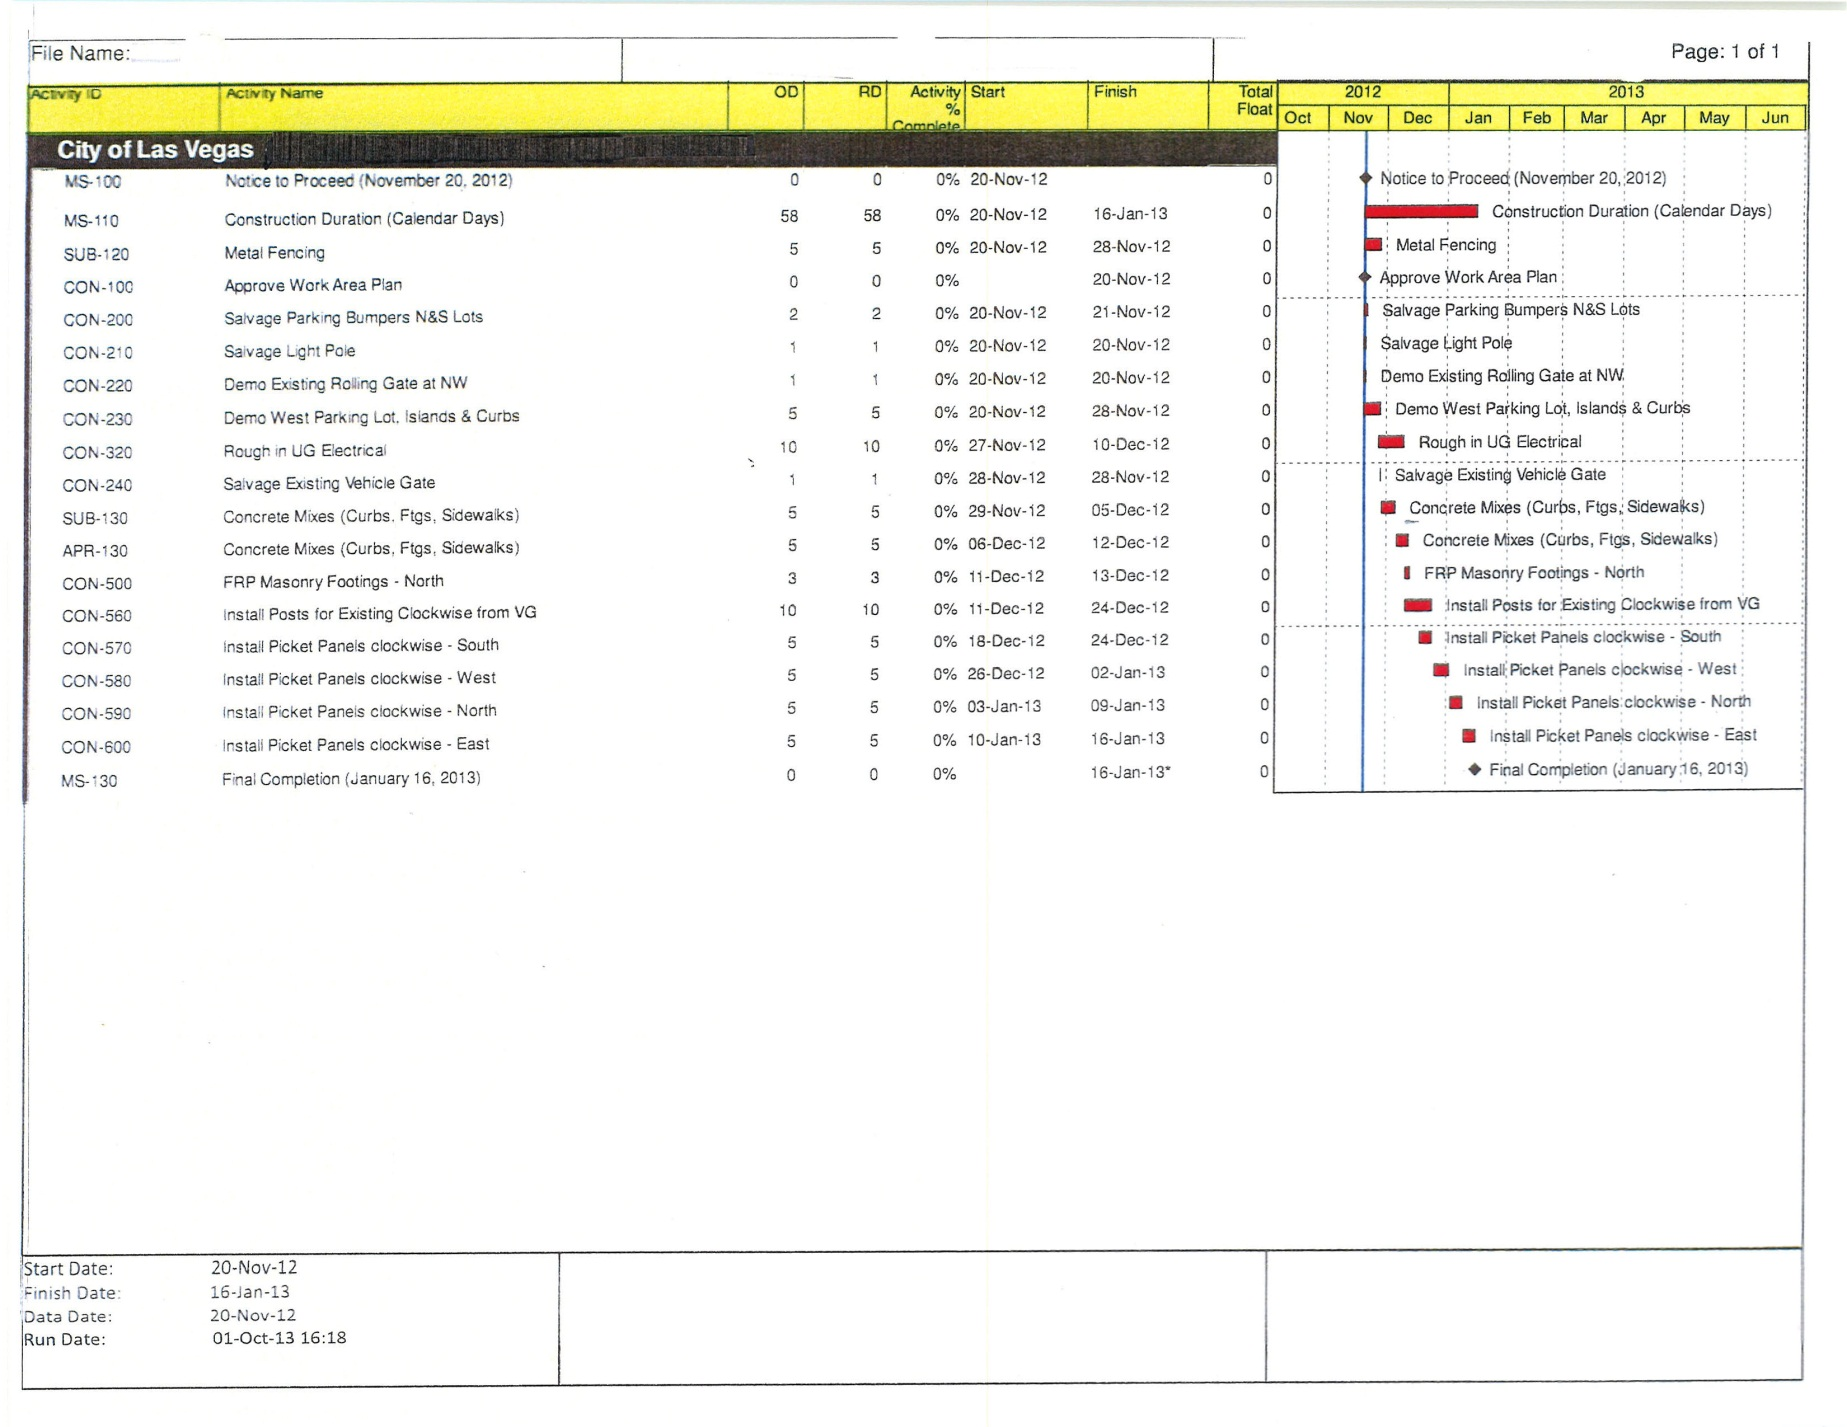 File Name:
Page: 1 of 1
Activity ID Activity Name OD RD Activity % Complete Start Finish Total Float 2012 2013
Oct Nov Dec Jan Feb Mar Apr May Jun
City of Las Vegas
MS-100 Notice to Proceed (November 20, 2012) 0 0 0% 20-Nov-12 0 Notice to Proceed (November 20, 2012)
MS-110 Construction Duration (Calendar Days) 58 58 0% 20-Nov-12 16-Jan-13 0 Construction Duration (Calendar Days)
SUB-120 Metal Fencing 5 5 0% 20-Nov-12 28-Nov-12 0 Metal Fencing
CON-100 Approve Work Area Plan 0 0 0% 20-Nov-12 0 Approve Work Area Plan
CON-200 Salvage Parking Bumpers N&S Lots 2 2 0% 20-Nov-12 21-Nov-12 0 Salvage Parking Bumpers N&S Lots
CON-210 Salvage Light Pole 1 1 0% 20-Nov-12 20-Nov-12 0 Salvage Light Pole
CON-220 Demo Existing Rolling Gate at NW 1 1 0% 20-Nov-12 20-Nov-12 0 Demo Existing Rolling Gate at NW
CON-230 Demo West Parking Lot, Islands & Curbs 5 5 0% 20-Nov-12 28-Nov-12 0 Demo West Parking Lot, Islands & Curbs
CON-320 Rough in UG Electrical 10 10 0% 27-Nov-12 10-Dec-12 0 Rough in UG Electrical
CON-240 Salvage Existing Vehicle Gate 1 1 0% 28-Nov-12 28-Nov-12 0 Salvage Existing Vehicle Gate
SUB-130 Concrete Mixes (Curbs, Ftgs, Sidewalks) 5 5 0% 29-Nov-12 05-Dec-12 0 Concrete Mixes (Curbs, Ftgs, Sidewalks)
APR-130 Concrete Mixes (Curbs, Ftgs, Sidewalks) 5 5 0% 06-Dec-12 12-Dec-12 0 Concrete Mixes (Curbs, Ftgs, Sidewalks)
CON-500 FRP Masonry Footings - North 3 3 0% 11-Dec-12 13-Dec-12 0 FRP Masonry Footings - North
CON-560 Install Posts for Existing Clockwise from VG 10 10 0% 11-Dec-12 24-Dec-12 0 Install Posts for Existing Clockwise from VG
CON-570 Install Picket Panels clockwise - South 5 5 0% 18-Dec-12 24-Dec-12 0 Install Picket Panels clockwise - South
CON-580 Install Picket Panels clockwise - West 5 5 0% 26-Dec-12 02-Jan-13 0 Install Picket Panels clockwise - West
CON-590 Install Picket Panels clockwise - North 5 5 0% 03-Jan-13 09-Jan-13 0 Install Picket Panels clockwise - North
CON-600 Install Picket Panels clockwise - East 5 5 0% 10-Jan-13 16-Jan-13 0 Install Picket Panels clockwise - East
MS-130 Final Completion (January 16, 2013) 0 0 0% 16-Jan-13* 0 Final Completion (January 16, 2013)
Start Date: 20-Nov-12
Finish Date: 16-Jan-13
Data Date: 20-Nov-12
Run Date: 01-Oct-13 16:18